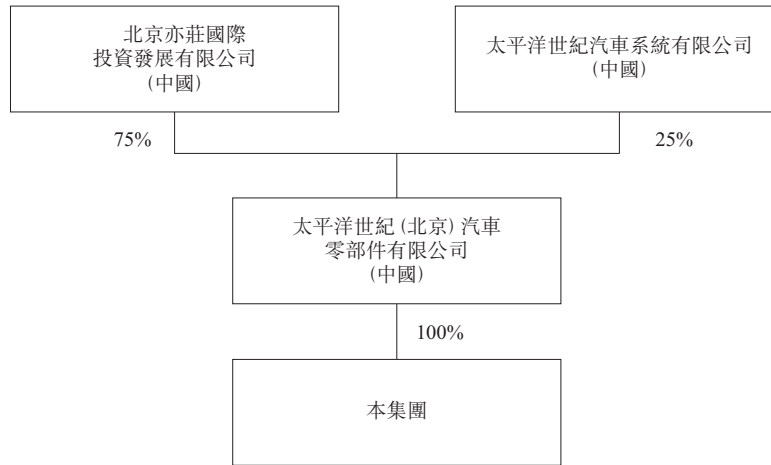 北京亦莊國際
投資發展有限公司
(中國)
太平洋世紀汽車系統有限公司
(中國)
75%
25%
太平洋世紀(北京)汽車
零部件有限公司
(中國)
100%
本集團